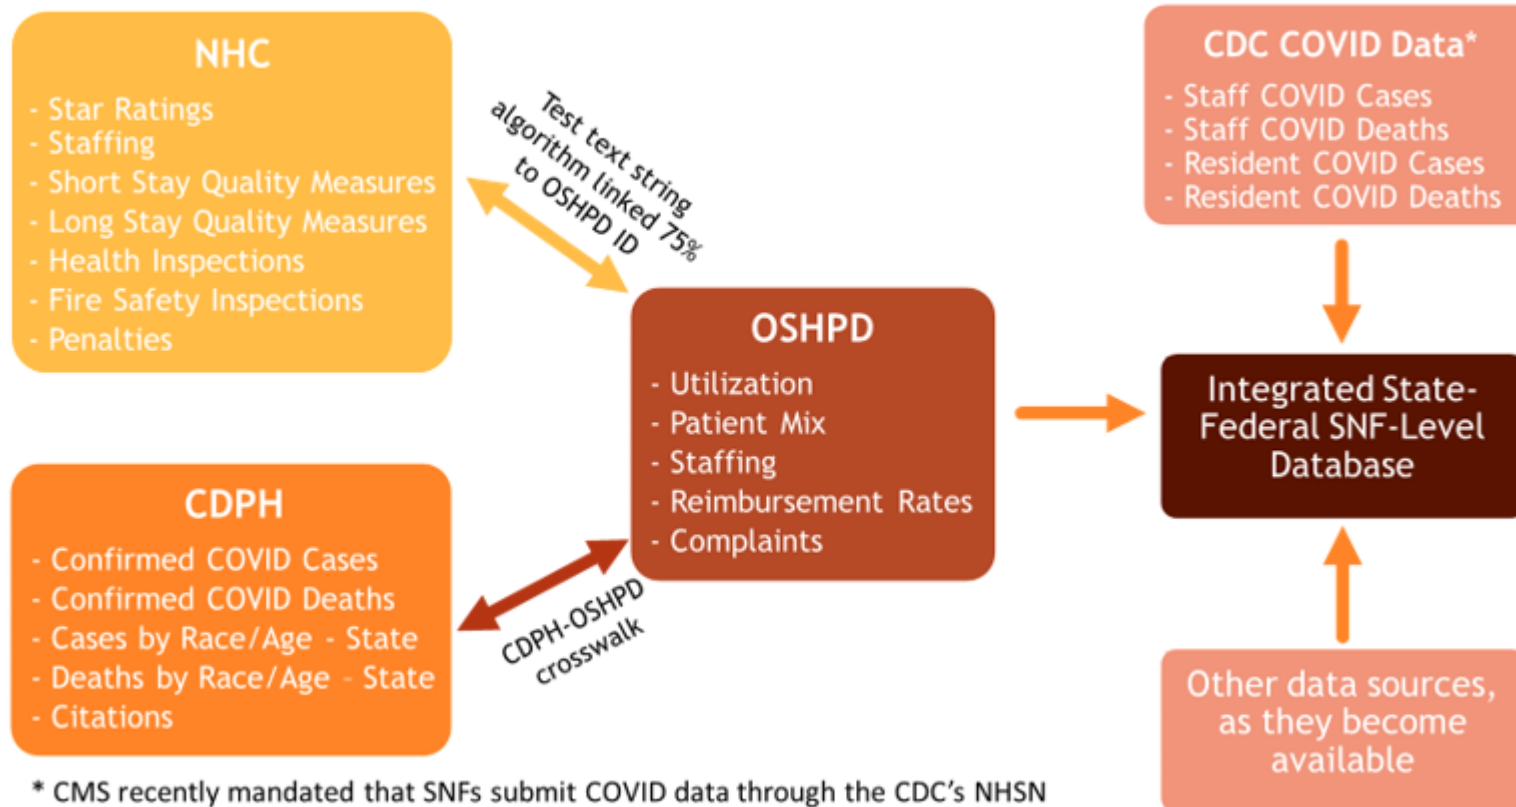 NHC
- Star Ratings
- Staffing
- Short Stay Quality Measures
- Long Stay Quality Measures
- Health Inspections
- Fire Safety Inspections
- Penalties
Test text string
algorithm linked 75%
to OSHPD ID
CDPH
- Confirmed COVID Cases
- Confirmed COVID Deaths
- Cases by Race/Age - State
- Deaths by Race/Age - State
- Citations
CDPH-OSHPD
crosswalk
OSHPD
- Utilization
- Patient Mix
- Staffing
- Reimbursement Rates
- Complaints
CDC COVID Data*
- Staff COVID Cases
- Staff COVID Deaths
- Resident COVID Cases
- Resident COVID Deaths
Integrated State-
Federal SNF-Level
Database
Other data sources,
as they become
available
* CMS recently mandated that SNFs submit COVID data through the CDC's NHSN